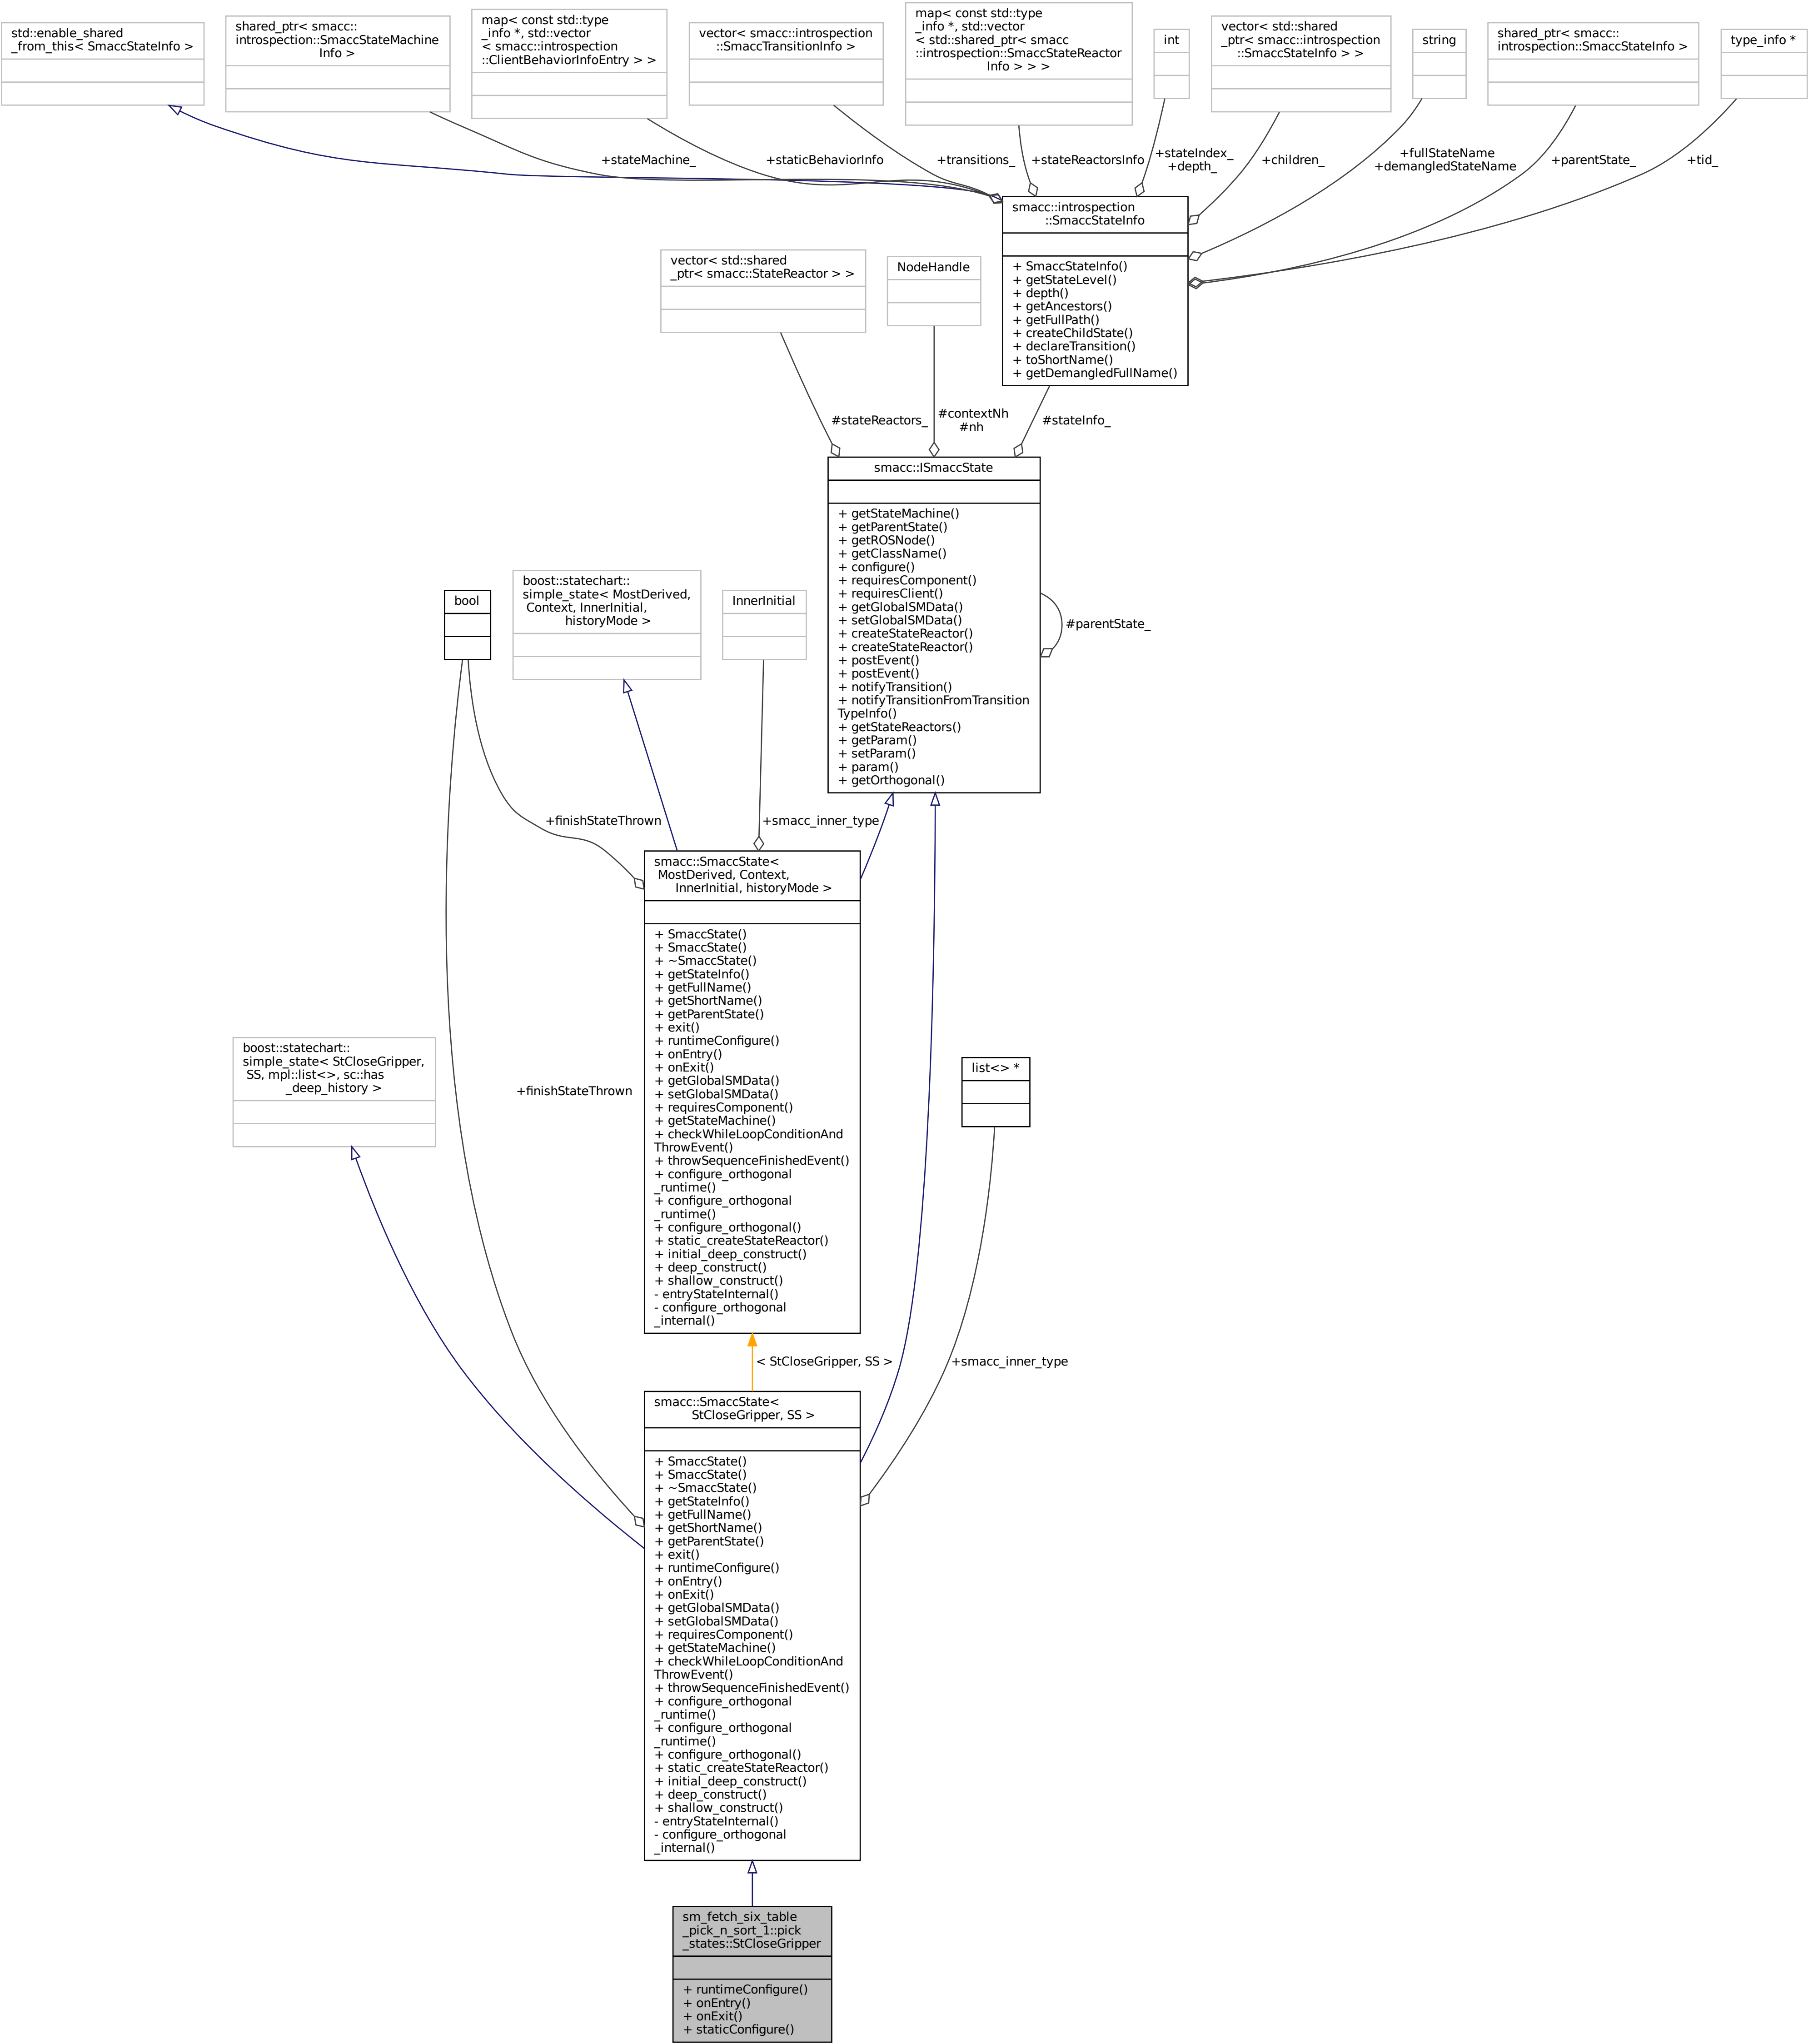 std::enable_shared
_from_this< SmaccStateInfo >
shared_ptr< smacc::
introspection::SmaccStateMachine
Info >
map< const std::type
_info *, std::vector
< smacc::introspection
::ClientBehaviorInfoEntry > >
vector< smacc::introspection
::SmaccTransitionInfo >
map< const std::type
_info *, std::vector
< std::shared_ptr< smacc
::introspection::SmaccStateReactor
Info > > >
int
vector< std::shared
_ptr< smacc::introspection
::SmaccStateInfo > >
string
shared_ptr< smacc::
introspection::SmaccStateInfo >
type_info *
+stateMachine_
+staticBehaviorInfo
+transitions_
+stateReactorsInfo
+stateIndex_
+depth_
+children_
+fullStateName
+demangledStateName
+parentState_
+tid_
smacc::introspection
::SmaccStateInfo
+ SmaccStateInfo()
+ getStateLevel()
+ depth()
+ getAncestors()
+ getFullPath()
+ createChildState()
+ declareTransition()
+ toShortName()
+ getDemangledFullName()
vector< std::shared
_ptr< smacc::StateReactor > >
NodeHandle
#stateReactors_
#contextNh
#nh
#stateInfo_
smacc::ISmaccState
+ getStateMachine()
+ getParentState()
+ getROSNode()
+ getClassName()
+ configure()
+ requiresComponent()
+ requiresClient()
+ getGlobalSMData()
+ setGlobalSMData()
+ createStateReactor()
+ createStateReactor()
+ postEvent()
+ postEvent()
+ notifyTransition()
+ notifyTransitionFromTransition
TypeInfo()
+ getStateReactors()
+ getParam()
+ setParam()
+ param()
+ getOrthogonal()
#parentState_
bool
boost::statechart::
simple_state< MostDerived,
Context, InnerInitial,
historyMode >
InnerInitial
+finishStateThrown
+smacc_inner_type
smacc::SmaccState<
MostDerived, Context,
InnerInitial, historyMode >
+ SmaccState()
+ SmaccState()
+ ~SmaccState()
+ getStateInfo()
+ getFullName()
+ getShortName()
+ getParentState()
+ exit()
+ runtimeConfigure()
+ onEntry()
+ onExit()
+ getGlobalSMData()
+ setGlobalSMData()
+ requiresComponent()
+ getStateMachine()
+ checkWhileLoopConditionAnd
ThrowEvent()
+ throwSequenceFinishedEvent()
+ configure_orthogonal
_runtime()
+ configure_orthogonal
_runtime()
+ configure_orthogonal()
+ static_createStateReactor()
+ initial_deep_construct()
+ deep_construct()
+ shallow_construct()
- entryStateInternal()
- configure_orthogonal
_internal()
boost::statechart::
simple_state< StCloseGripper,
SS, mpl::list<>, sc::has
_deep_history >
+finishStateThrown
list<> *
< StCloseGripper, SS >
+smacc_inner_type
smacc::SmaccState<
StCloseGripper, SS >
+ SmaccState()
+ SmaccState()
+ ~SmaccState()
+ getStateInfo()
+ getFullName()
+ getShortName()
+ getParentState()
+ exit()
+ runtimeConfigure()
+ onEntry()
+ onExit()
+ getGlobalSMData()
+ setGlobalSMData()
+ requiresComponent()
+ getStateMachine()
+ checkWhileLoopConditionAnd
ThrowEvent()
+ throwSequenceFinishedEvent()
+ configure_orthogonal
_runtime()
+ configure_orthogonal
_runtime()
+ configure_orthogonal()
+ static_createStateReactor()
+ initial_deep_construct()
+ deep_construct()
+ shallow_construct()
- entryStateInternal()
- configure_orthogonal
_internal()
sm_fetch_six_table
_pick_n_sort_1::pick
_states::StCloseGripper
+ runtimeConfigure()
+ onEntry()
+ onExit()
+ staticConfigure()